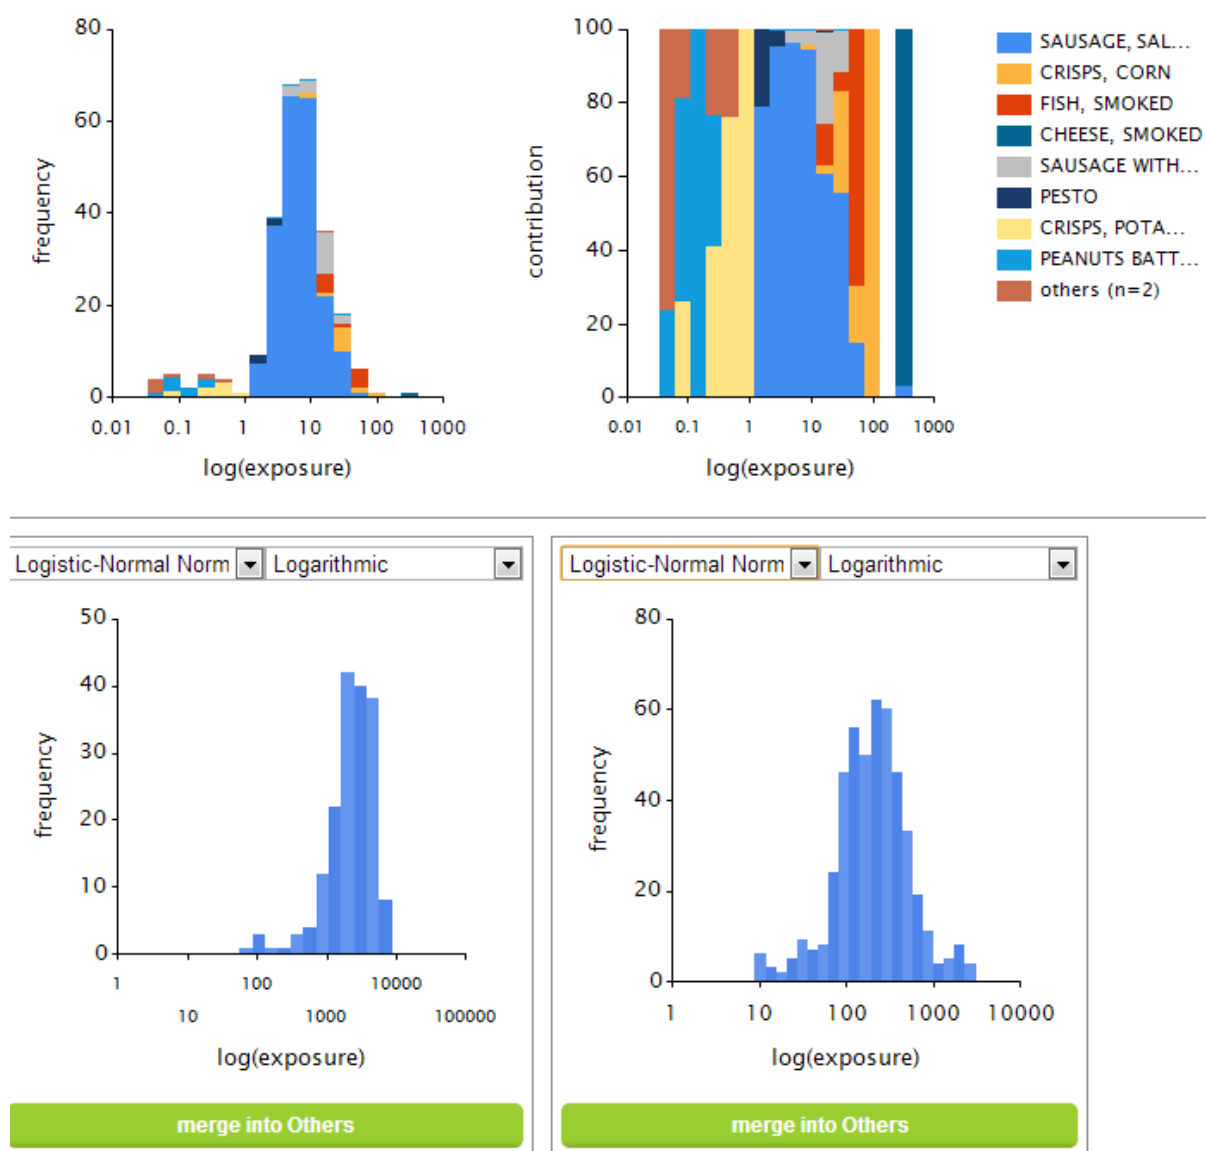 80
60
40
20
0
frequency
0.01 0.1 1 10 100 1000
log(exposure)
100
80
60
40
20
0
contribution
0.01 0.1 1 10 100 1000
log(exposure)
SAUSAGE, SAL...
CRISPS, CORN
FISH, SMOKED
CHEESE, SMOKED
SAUSAGE WITH...
PESTO
CRISPS, POTA...
PEANUTS BATT...
others (n=2)
Logistic-Normal Norm Logarithmic
50
40
30
20
10
0
frequency
1 100 10000
10 1000 100000
log(exposure)
merge into Others
Logistic-Normal Norm Logarithmic
80
60
40
20
0
frequency
1 10 100 1000 10000
log(exposure)
merge into Others